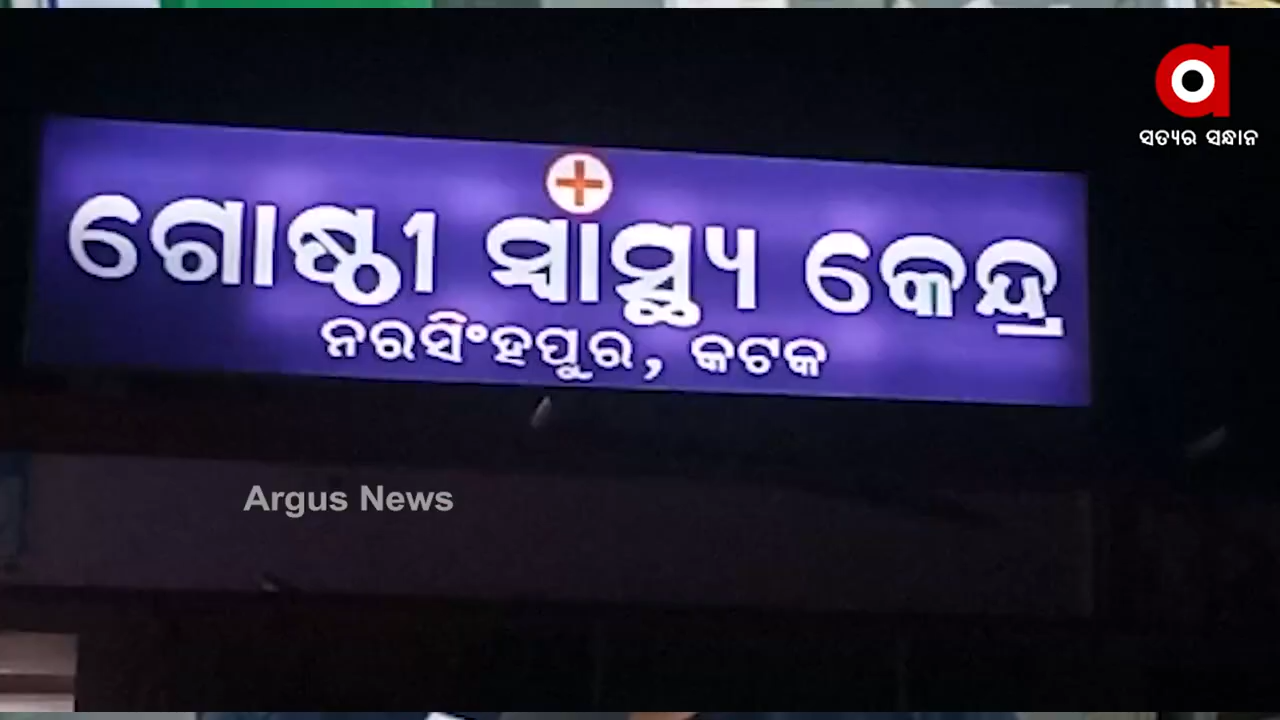 ସତ୍ୟର ସନ୍ଧାନ
ଗୋଷ୍ଠୀ ସ୍ୱାସ୍ଥ୍ୟ କେନ୍ଦ୍ର
ନରସିଂହପୁର, କଟକ
Argus News